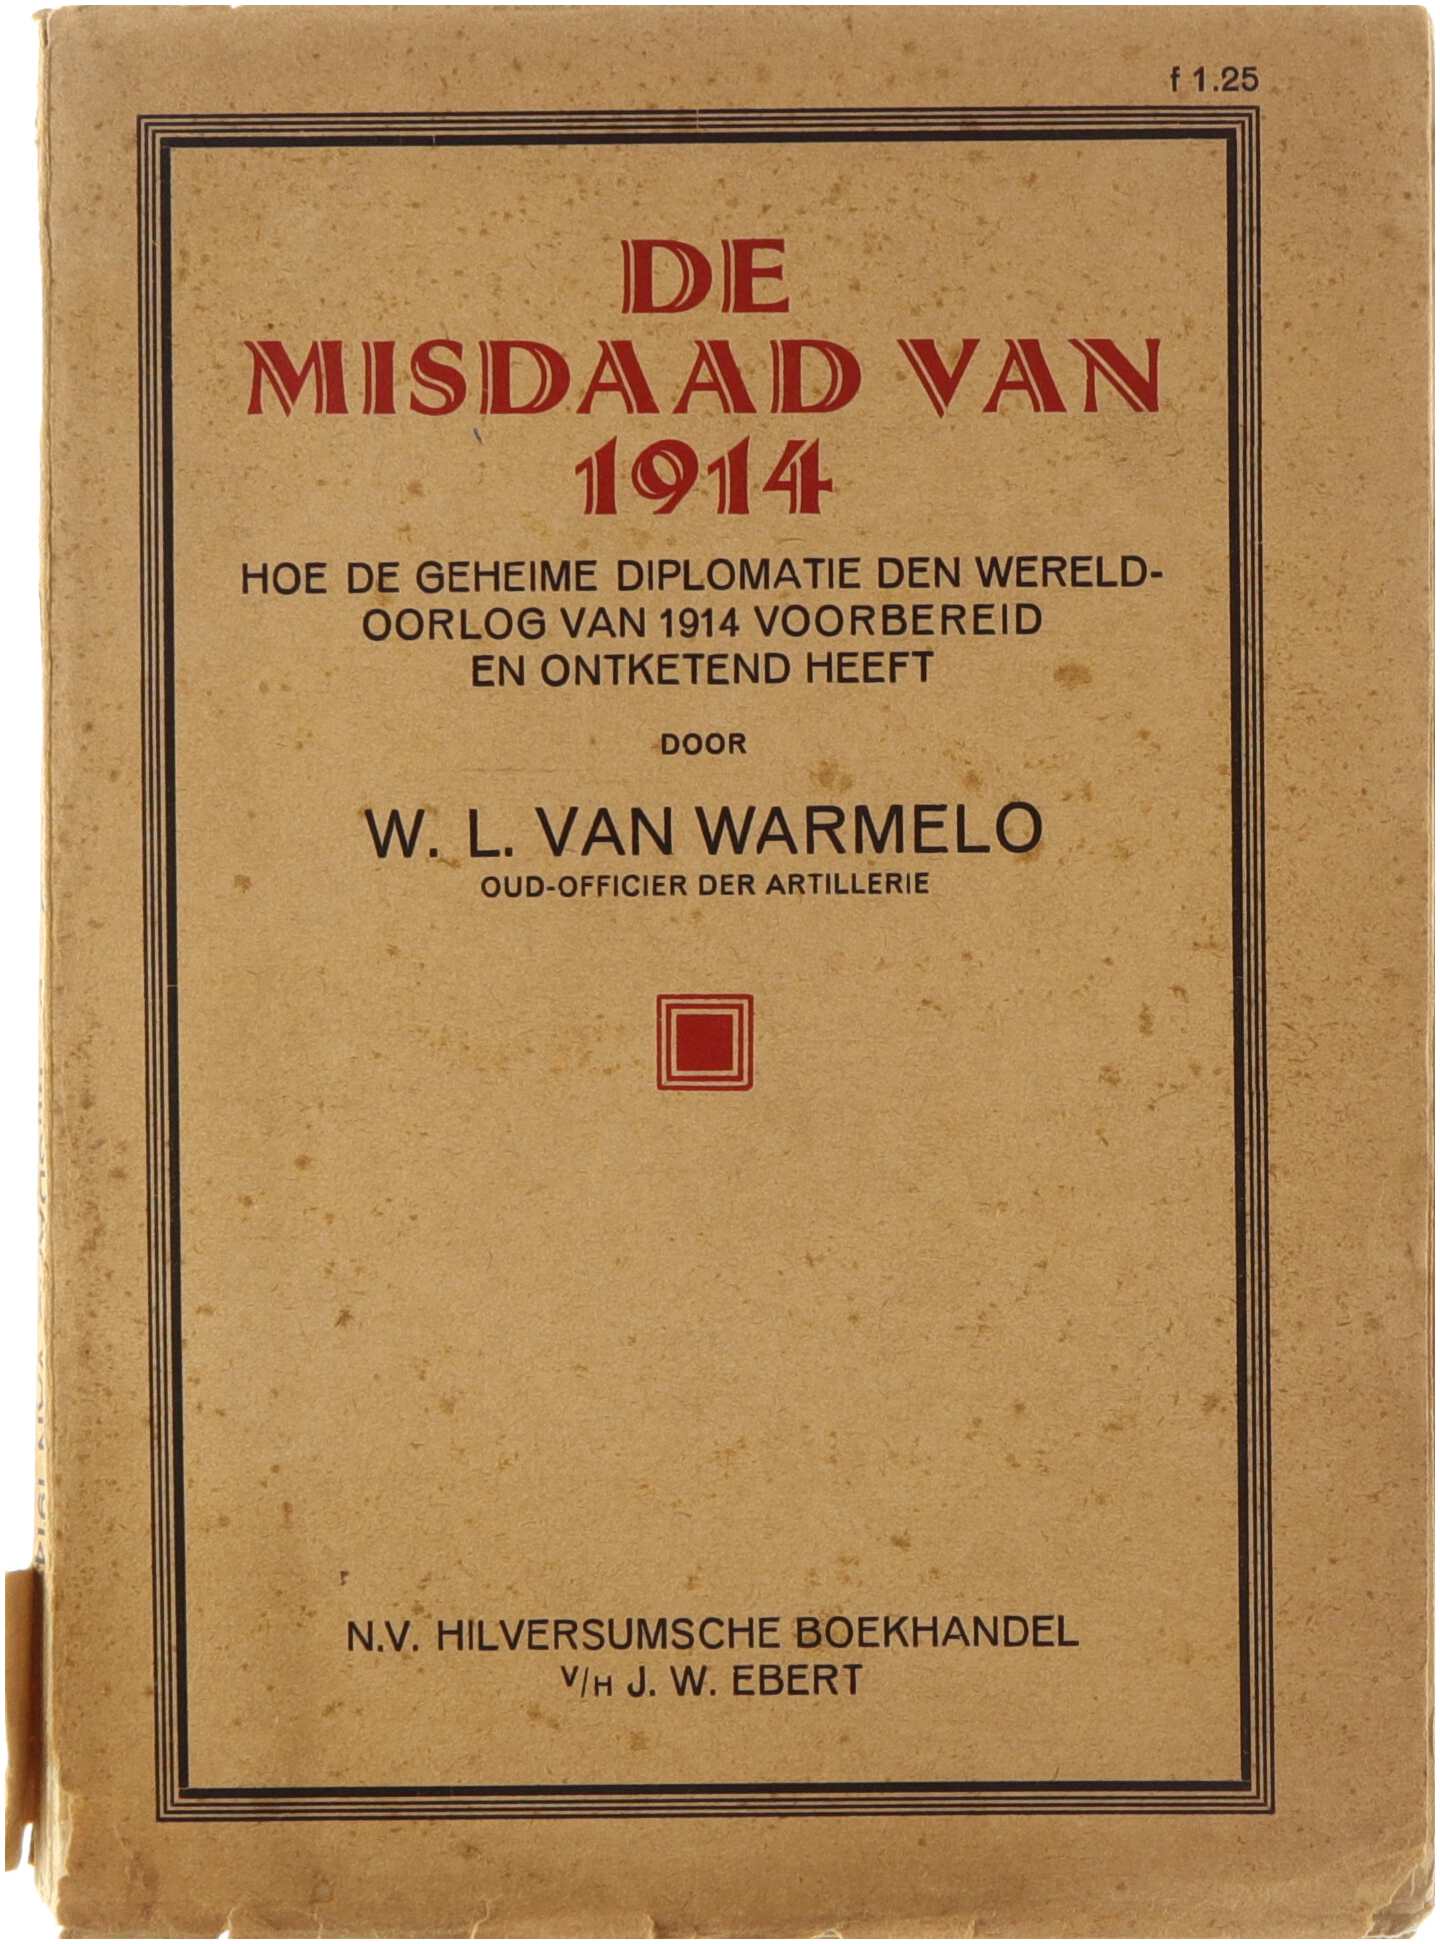 f 1.25
DE
MISDAAD VAN
1914
HOE DE GEHEIME DIPLOMATIE DEN WERELD-
OORLOG VAN 1914 VOORBEREID
EN ONTKETEND HEEFT
DOOR
W. L. VAN WARMELO
OUD-OFFICIER DER ARTILLERIE
N.V. HILVERSUMSCHE BOEKHANDEL
V/H J. W. EBERT